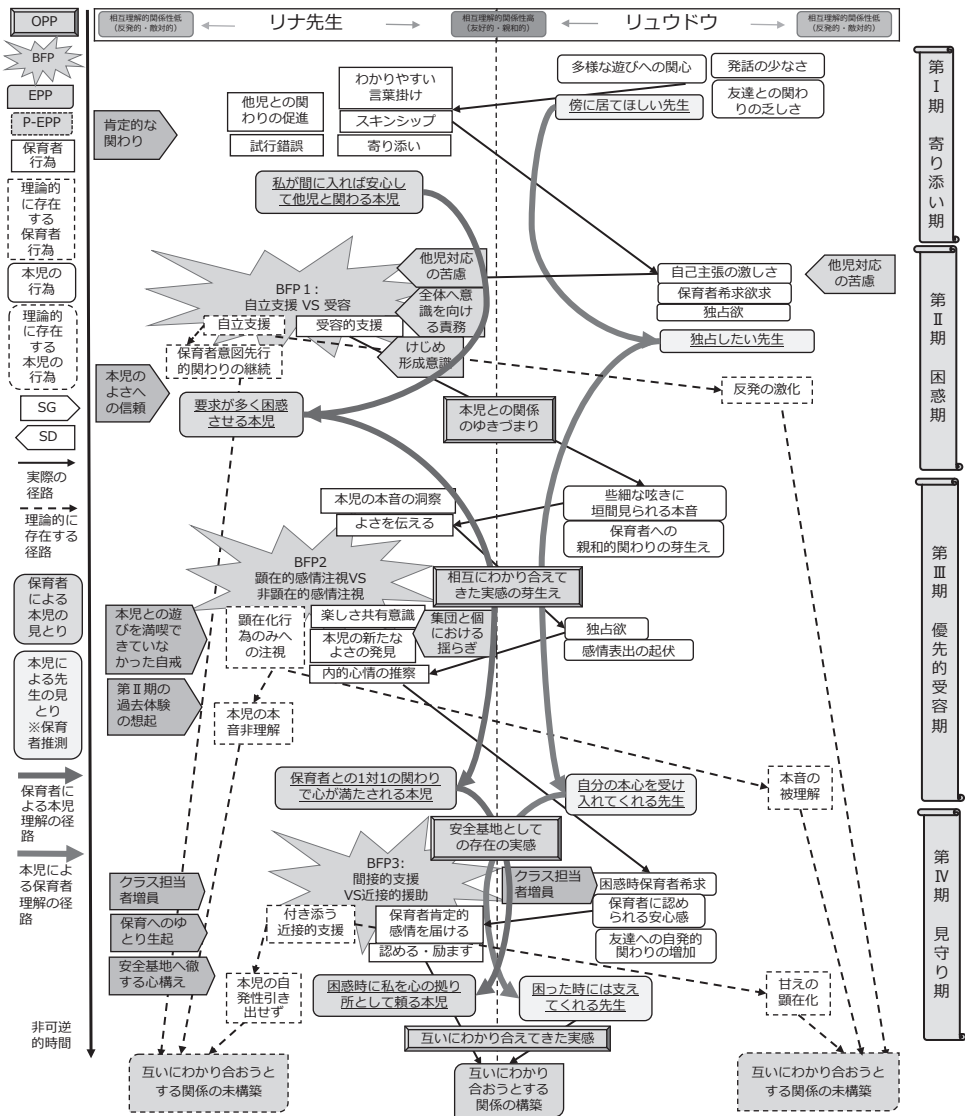 OPP
BFP
EPP
P-EPP
保育者
行為
理論的
に存在
する
保育者
行為
本児の
行為
理論的
に存在
する
本児の
行為
SG
SD
実際の
径路
理論的に
存在する
径路
保育者
による
本児の
見とり
本児に
よる先
生の見
とり
※保育
者推測
保育者に
よる本児
理解の径
路
本児によ
る保育者
理解の径
路
非可逆
的時間
相互理解的関係性低
(反発的・敵対的)
リナ先生
相互理解的関係性高
(友好的・親和的)
リュウドウ
相互理解的関係性低
(反発的・敵対的)
第Ⅰ期 寄り添い期
多様な遊びへの関心
発話の少なさ
友達との関わ
りの乏しさ
傍に居てほしい先生
わかりやすい
言葉掛け
他児との関
わりの促進
スキンシップ
試行錯誤
寄り添い
肯定的な
関わり
私が間に入れば安心し
て他児と関わる本児
第Ⅱ期 困惑期
BFP1:
自立支援 VS 受容
他児対応
の苦慮
全体へ意
識を向け
る責務
けじめ
形成意識
自立支援
受容的支援
保育者意図先行
的関わりの継続
自己主張の激しさ
保育者希求欲求
独占欲
他児対応
の苦慮
独占したい先生
反発の激化
本児の
よさへ
の信頼
要求が多く困惑
させる本児
本児との関係
のゆきづまり
第Ⅲ期 優先的受容期
本児の本音の洞察
よさを伝える
些細な呟きに
垣間見られる本音
保育者への
親和的関わりの芽生え
BFP2
顕在的感情注視VS
非顕在的感情注視
相互にわかり合えて
きた実感の芽生え
本児との遊
びを満喫で
きていな
かった自戒
顕在化行
為のみへ
の注視
楽しさ共有意識
本児の新たな
よさの発見
内的心情の推察
集団と個
における
揺らぎ
独占欲
感情表出の起伏
第Ⅱ期の
過去体験
の想起
本児の本
音非理解
保育者との1対1の関わり
で心が満たされる本児
自分の本心を受け
入れてくれる先生
本音の
被理解
第Ⅳ期 見守り期
安全基地として
の存在の実感
BFP3:
間接的支援
VS近接的援助
クラス担当
者増員
クラス担当
者増員
困惑時保育者希求
保育者に認め
られる安心感
友達への自発的
関わりの増加
付き添う
近接的支援
保育者肯定的
感情を届ける
認める・励ます
保育へのゆ
とり生起
安全基地へ徹
する心構え
本児の自
発性引き
出せず
困惑時に私を心の拠り
所として頼る本児
困った時には支え
てくれる先生
甘えの
顕在化
互いにわかり合えてきた実感
互いにわかり合おうと
する関係の未構築
互いにわかり
合おうとする
関係の構築
互いにわかり合おうと
する関係の未構築